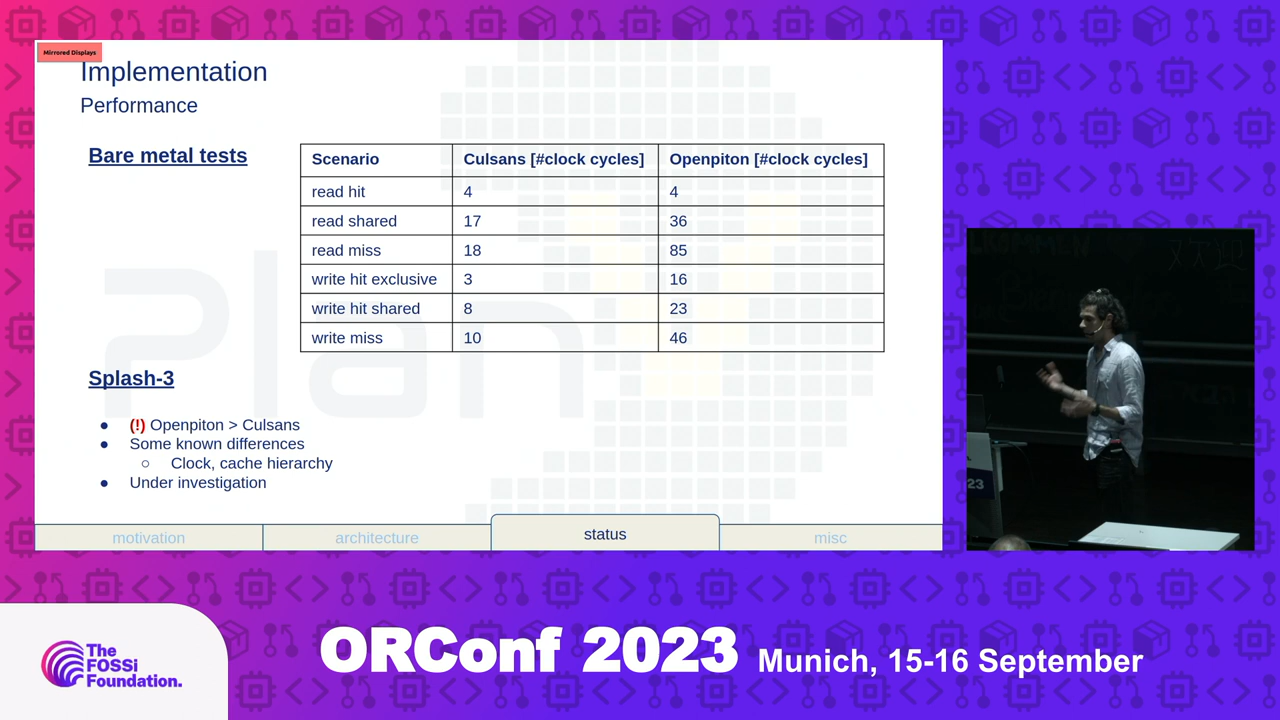 Mirrored Displays
Implementation
Performance
Bare metal tests
Scenario Culsans [#clock cycles] Openpiton [#clock cycles]
read hit 4 4
read shared 17 36
read miss 18 85
write hit exclusive 3 16
write hit shared 8 23
write miss 10 46
Plan
Splash-3
(!) Openpiton > Culsans
Some known differences
Clock, cache hierarchy
Under investigation
motivation architecture status misc
23
The
FOSSi
Foundation.
ORConf 2023 Munich, 15-16 September